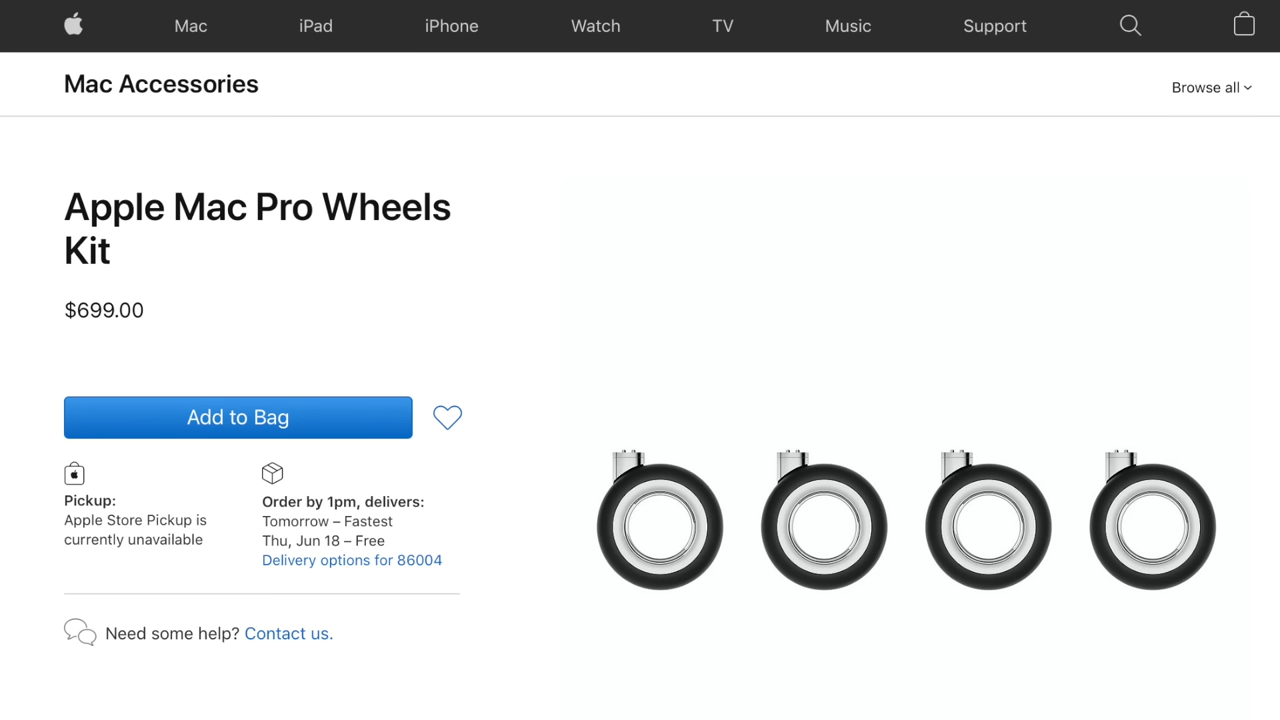 Mac iPad iPhone Watch TV Music Support
Mac Accessories
Browse all
Apple Mac Pro Wheels
Kit
$699.00
Add to Bag
Pickup:
Apple Store Pickup is
currently unavailable
Order by 1pm, delivers:
Tomorrow – Fastest
Thu, Jun 18 – Free
Delivery options for 86004
Need some help? Contact us.